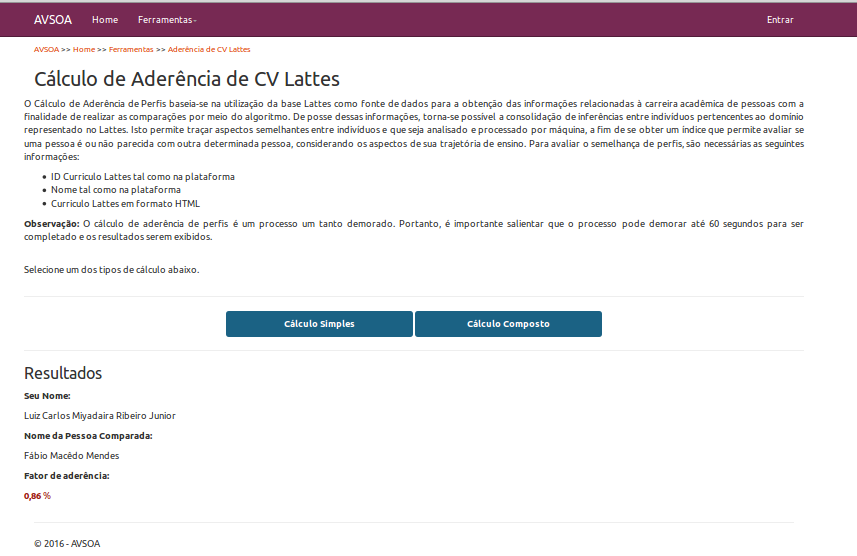 AVSOA Home Ferramentas Entrar
AVSOA >> Home >> Ferramentas >> Aderência de CV Lattes
Cálculo de Aderência de CV Lattes
O Cálculo de Aderência de Perfis baseia-se na utilização da base Lattes como fonte de dados para a obtenção das informações relacionadas à carreira acadêmica de pessoas com a
finalidade de realizar as comparações por meio do algoritmo. De posse dessas informações, torna-se possível a consolidação de inferências entre indivíduos pertencentes ao domínio
representado no Lattes. Isto permite traçar aspectos semelhantes entre indivíduos e que seja analisado e processado por máquina, a fim de se obter um índice que permite avaliar se
uma pessoa é ou não parecida com outra determinada pessoa, considerando os aspectos de sua trajetória de ensino. Para avaliar o semelhança de perfis, são necessárias as seguintes
informações:
• ID Curriculo Lattes tal como na plataforma
• Nome tal como na plataforma
• Curriculo Lattes em formato HTML
Observação: O cálculo de aderência de perfis é um processo um tanto demorado. Portanto, é importante salientar que o processo pode demorar até 60 segundos para ser
completado e os resultados serem exibidos.
Selecione um dos tipos de cálculo abaixo.
Cálculo Simples Cálculo Composto
Resultados
Seu Nome:
Luiz Carlos Miyadaira Ribeiro Junior
Nome da Pessoa Comparada:
Fábio Macêdo Mendes
Fator de aderência:
0,86 %
© 2016 - AVSOA